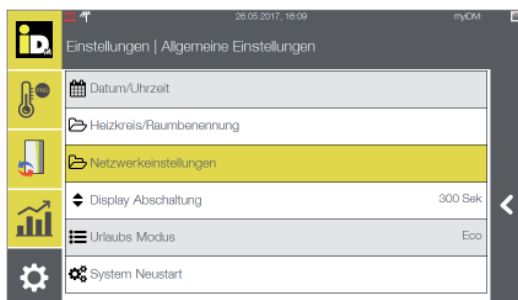 iD
26.05.2017, 16:09
myIDM:
Einstellungen | Allgemeine Einstellungen
PRO
Datum/Uhrzeit
Heizkreis/Raumbenennung
Netzwerkeinstellungen
Display Abschaltung 300 Sek
Urlaubs Modus Eco
System Neustart